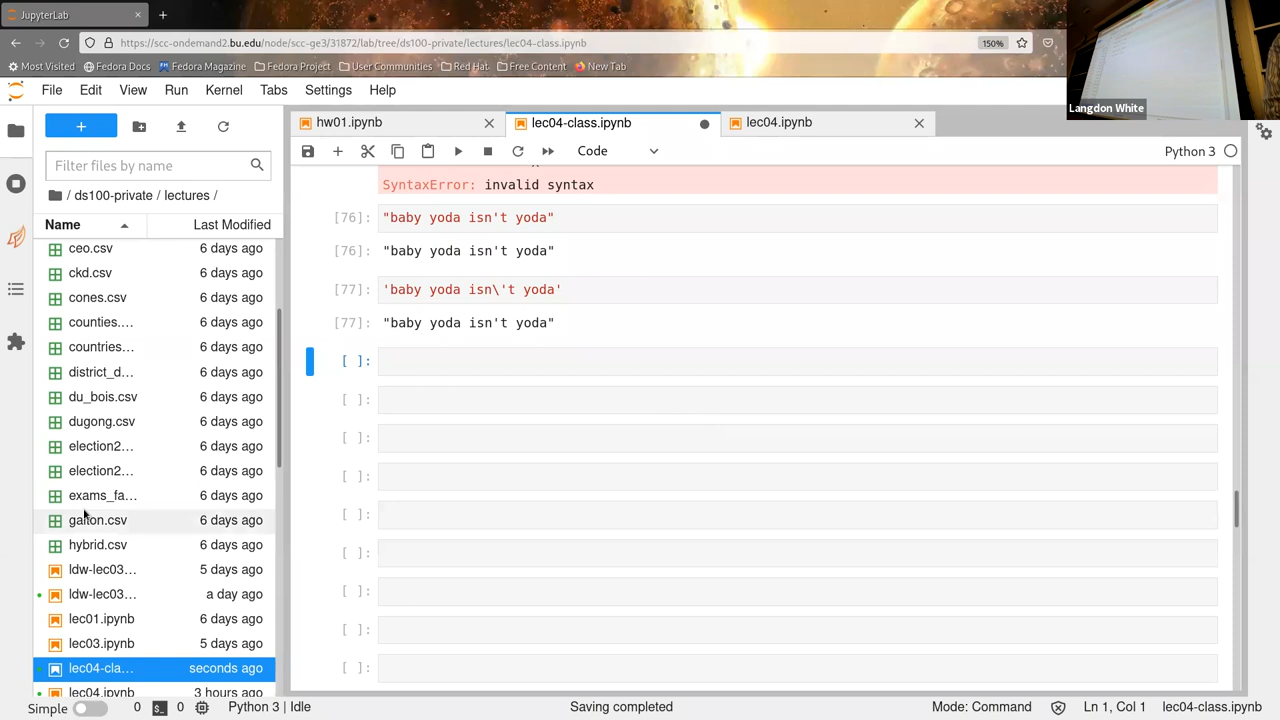 JupyterLab
https://scc-ondemand2.bu.edu/node/scc-ge3/31872/lab/tree/ds100-private/lectures/lec04-class.ipynb
150%
Most Visited Fedora Docs Fedora Magazine Fedora Project User Communities Red Hat Free Content New Tab
Langdon White
File Edit View Run Kernel Tabs Settings Help
hw01.ipynb lec04-class.ipynb lec04.ipynb
Code
Python 3
Filter files by name
/ ds100-private / lectures /
Name Last Modified
ceo.csv 6 days ago
ckd.csv 6 days ago
cones.csv 6 days ago
counties.... 6 days ago
countries... 6 days ago
district_d... 6 days ago
du_bois.csv 6 days ago
dugong.csv 6 days ago
election2... 6 days ago
election2... 6 days ago
exams_fa... 6 days ago
galton.csv 6 days ago
hybrid.csv 6 days ago
ldw-lec03... 5 days ago
ldw-lec03... a day ago
lec01.ipynb 6 days ago
lec03.ipynb 5 days ago
lec04-cla... seconds ago
lec04.ipynb 3 hours ago
SyntaxError: invalid syntax
[76]: "baby yoda isn't yoda"
[76]: "baby yoda isn't yoda"
[77]: 'baby yoda isn\'t yoda'
[77]: "baby yoda isn't yoda"
[ ]:
[ ]:
[ ]:
[ ]:
[ ]:
[ ]:
[ ]:
[ ]:
[ ]:
Simple 0 $_ 0 Python 3 | Idle Saving completed Mode: Command Ln 1, Col 1 lec04-class.ipynb